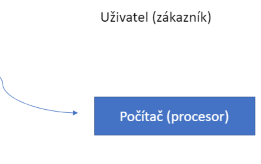 Uživatel (zákazník)
Počítač (procesor)